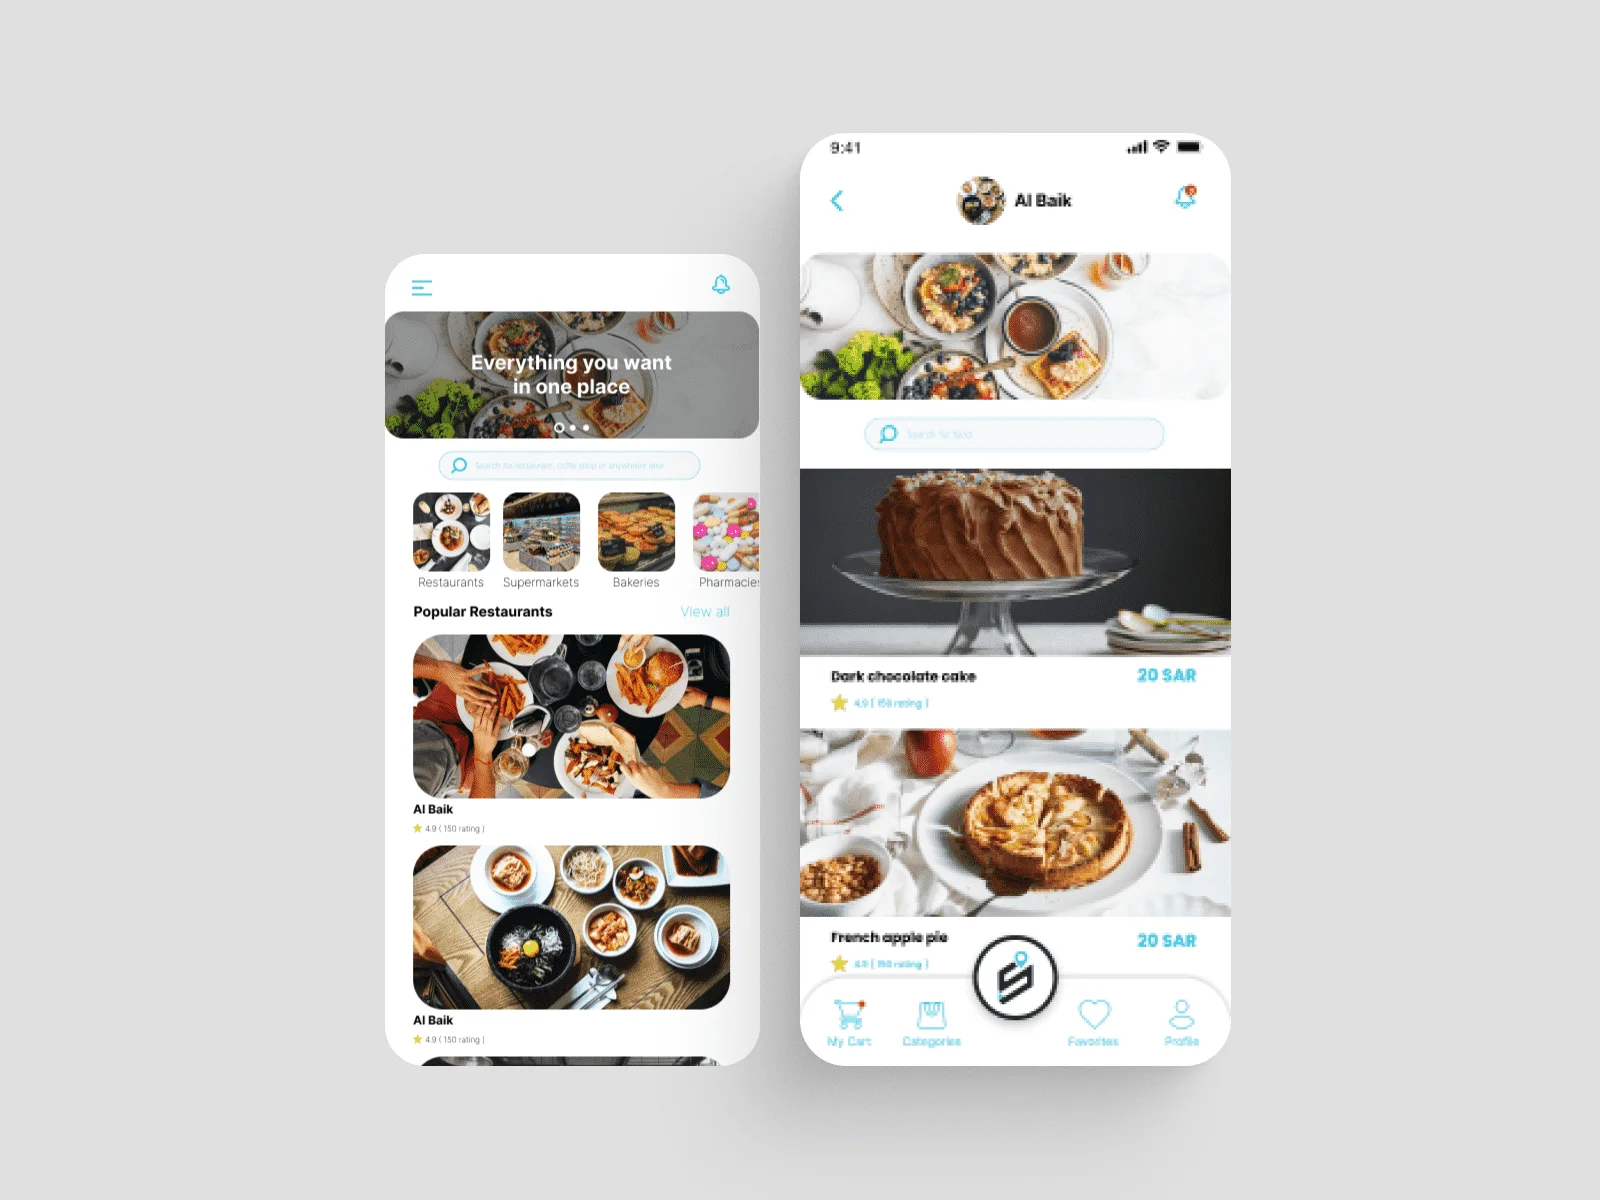 Everything you want
in one place
Search for restaurant, coffe shop or anywhere else
Restaurants
Supermarkets
Bakeries
Pharmacies
Popular Restaurants
View all
Al Baik
4.9 ( 150 rating )
Al Baik
4.9 ( 150 rating )
9:41
Al Baik
Search for food
Dark chocolate cake
20 SAR
4.9 ( 150 rating )
French apple pie
20 SAR
4.9 ( 150 rating )
My Cart
Categories
Favorites
Profile